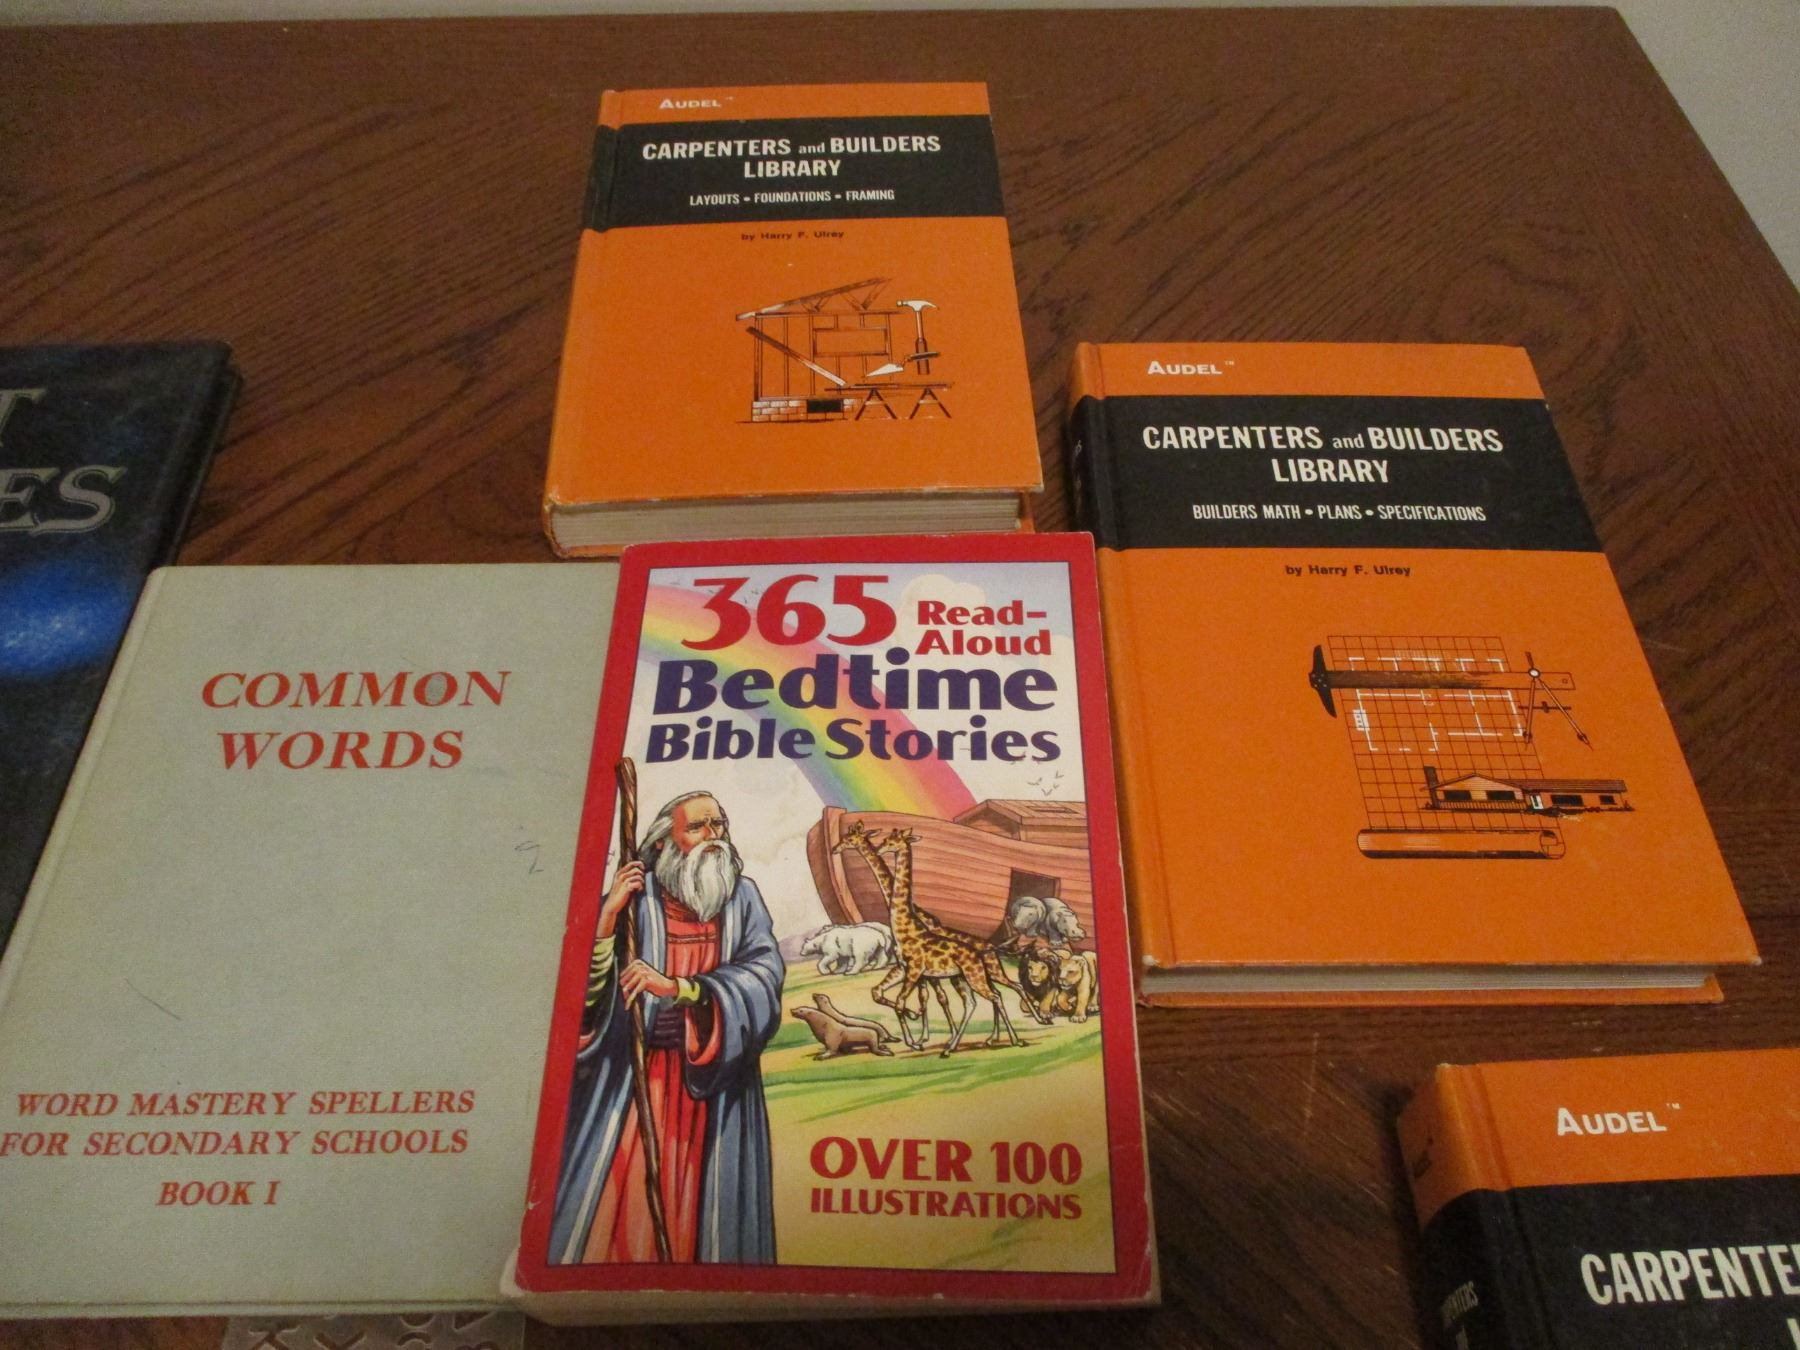 AUDEL™
CARPENTERS and BUILDERS
LIBRARY
LAYOUTS • FOUNDATIONS • FRAMING
by Harry F. Ulrey
AUDEL™
CARPENTERS and BUILDERS
LIBRARY
BUILDERS MATH • PLANS • SPECIFICATIONS
by Harry F. Ulrey
T
ES
COMMON
WORDS
WORD MASTERY SPELLERS
FOR SECONDARY SCHOOLS
BOOK I
365 Read-
Aloud
Bedtime
Bible Stories
OVER 100
ILLUSTRATIONS
AUDEL™
CARPENTE